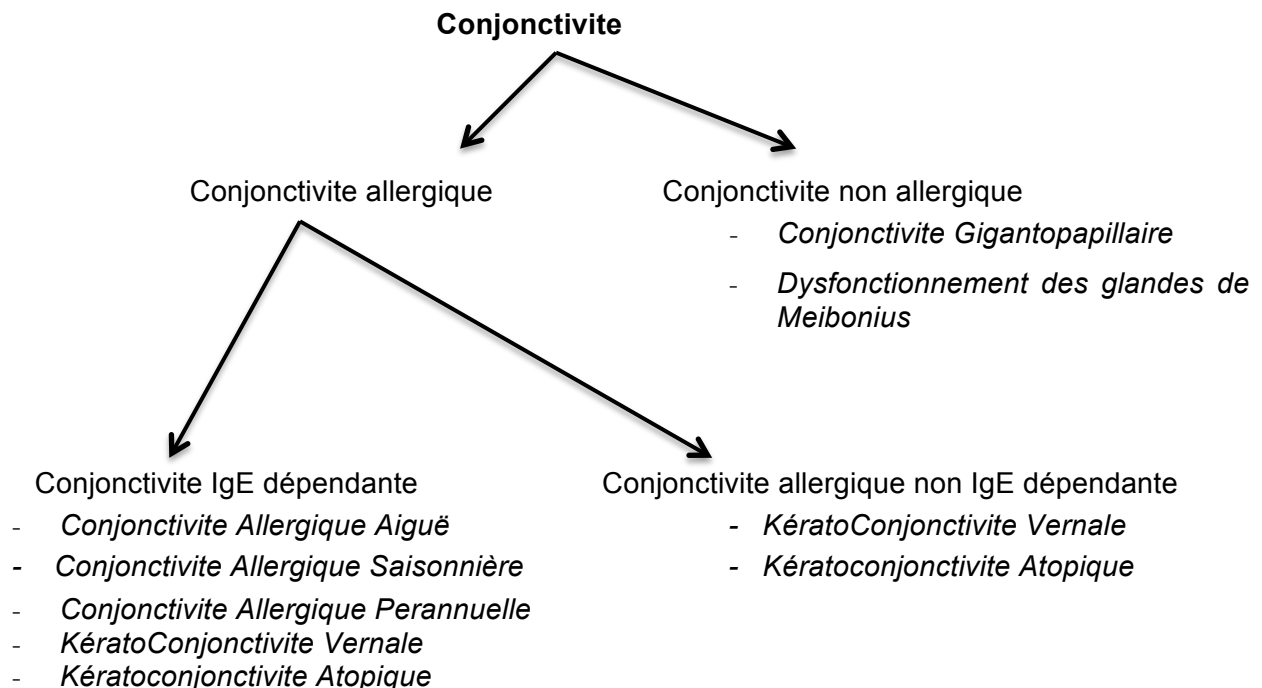 Conjonctivite
Conjonctivite allergique
Conjonctivite non allergique
- Conjonctivite Gigantopapillaire
- Dysfonctionnement des glandes de
Meibonius
Conjonctivite IgE dépendante
- Conjonctivite Allergique Aiguë
- Conjonctivite Allergique Saisonnière
- Conjonctivite Allergique Perannuelle
- KératoConjonctivite Vernale
- Kératoconjonctivite Atopique
Conjonctivite allergique non IgE dépendante
- KératoConjonctivite Vernale
- Kératoconjonctivite Atopique